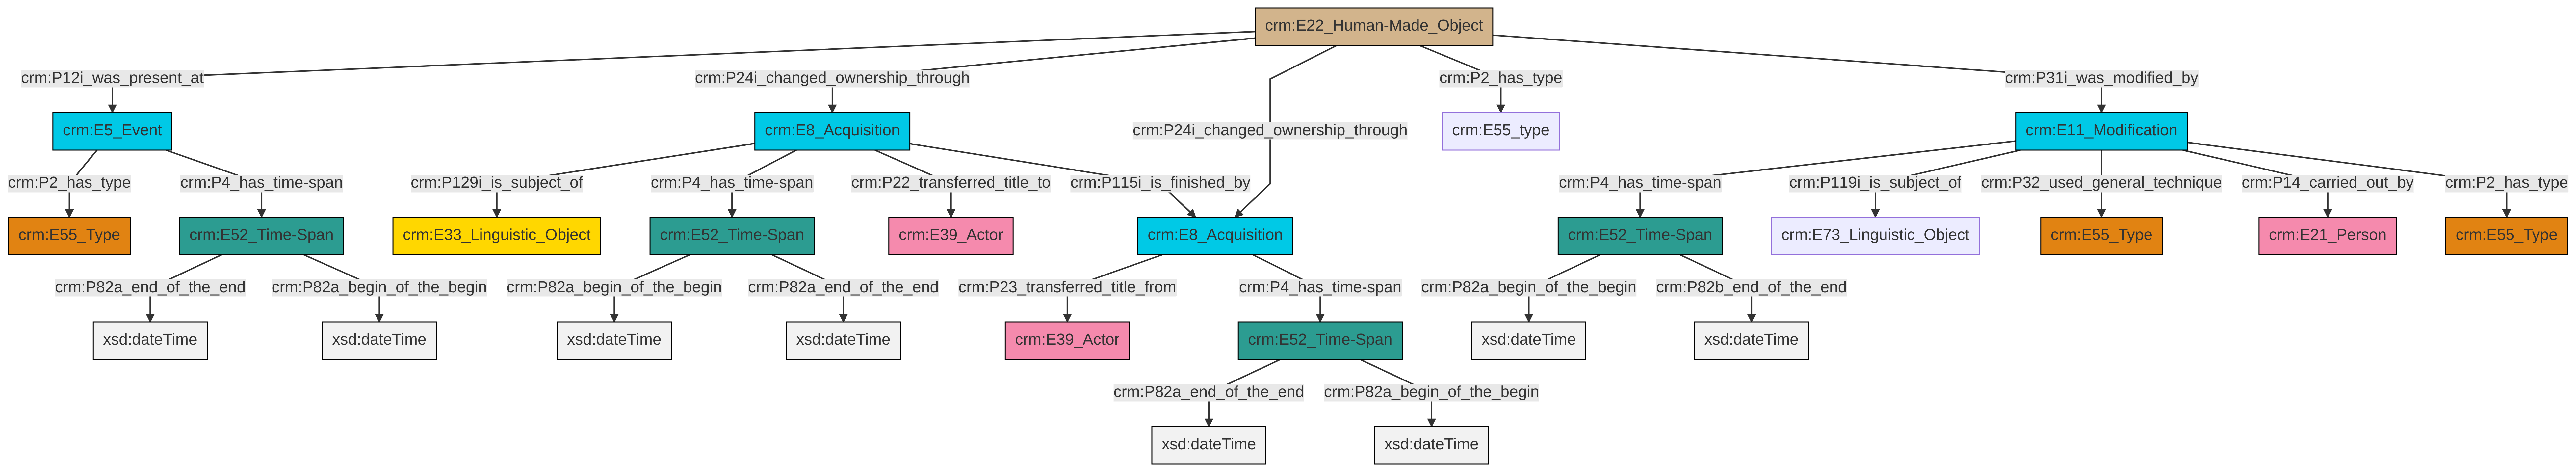 crm:E22_Human-Made_Object
crm:P12i_was_present_at
crm:P24i_changed_ownership_through
crm:P2_has_type
crm:P31i_was_modified_by
crm:E5_Event
crm:E8_Acquisition
crm:P24i_changed_ownership_through
crm:E55_type
crm:E11_Modification
crm:P2_has_type
crm:P4_has_time-span
crm:P129i_is_subject_of
crm:P4_has_time-span
crm:P22_transferred_title_to
crm:P115i_is_finished_by
crm:P4_has_time-span
crm:P119i_is_subject_of
crm:P32_used_general_technique
crm:P14_carried_out_by
crm:P2_has_type
crm:E55_Type
crm:E52_Time-Span
crm:E33_Linguistic_Object
crm:E52_Time-Span
crm:E39_Actor
crm:E8_Acquisition
crm:E52_Time-Span
crm:E73_Linguistic_Object
crm:E55_Type
crm:E21_Person
crm:E55_Type
crm:P82a_end_of_the_end
crm:P82a_begin_of_the_begin
crm:P82a_begin_of_the_begin
crm:P82a_end_of_the_end
crm:P23_transferred_title_from
crm:P4_has_time-span
crm:P82a_begin_of_the_begin
crm:P82b_end_of_the_end
xsd:dateTime
xsd:dateTime
xsd:dateTime
xsd:dateTime
crm:E39_Actor
crm:E52_Time-Span
xsd:dateTime
xsd:dateTime
crm:P82a_end_of_the_end
crm:P82a_begin_of_the_begin
xsd:dateTime
xsd:dateTime